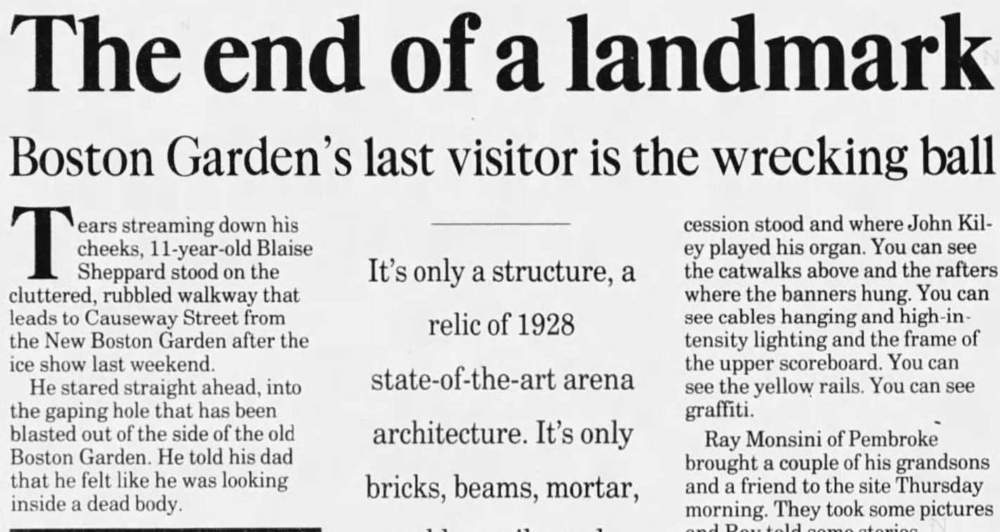 The end of a landmark
Boston Garden's last visitor is the wrecking ball
Tears streaming down his
cheeks, 11-year-old Blaise
Sheppard stood on the
cluttered, rubbled walkway that
leads to Causeway Street from
the New Boston Garden after the
ice show last weekend.
He stared straight ahead, into
the gaping hole that has been
blasted out of the side of the old
Boston Garden. He told his dad
that he felt like he was looking
inside a dead body.
It's only a structure, a
relic of 1928
state-of-the-art arena
architecture. It's only
bricks, beams, mortar,
cession stood and where John Kil-
ey played his organ. You can see
the catwalks above and the rafters
where the banners hung. You can
see cables hanging and high-in-
tensity lighting and the frame of
the upper scoreboard. You can
see the yellow rails. You can see
graffiti.
Ray Monsini of Pembroke
brought a couple of his grandsons
and a friend to the site Thursday
morning. They took some pictures
and Ray told some stories